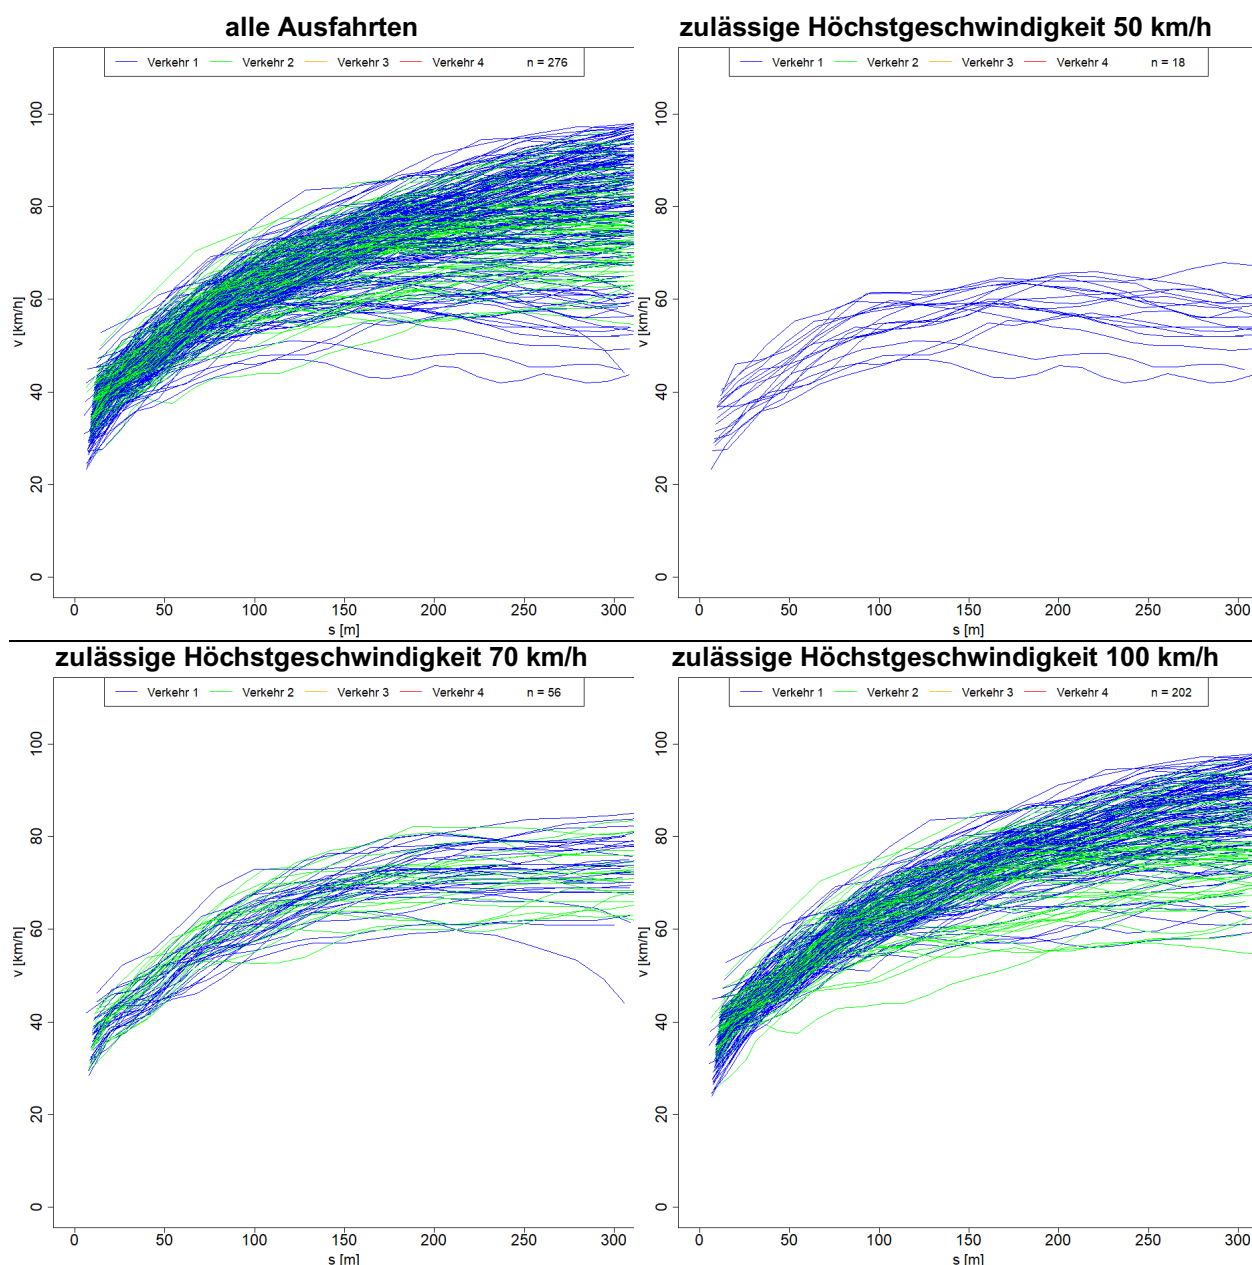 alle Ausfahrten
Verkehr 1 Verkehr 2 Verkehr 3 Verkehr 4 n = 276
100
80
60
40
20
0
v [km/h]
0 50 100 150 200 250 300
s [m]
zulässige Höchstgeschwindigkeit 50 km/h
Verkehr 1 Verkehr 2 Verkehr 3 Verkehr 4 n = 18
100
80
60
40
20
0
v [km/h]
0 50 100 150 200 250 300
s [m]
zulässige Höchstgeschwindigkeit 70 km/h
Verkehr 1 Verkehr 2 Verkehr 3 Verkehr 4 n = 56
100
80
60
40
20
0
v [km/h]
0 50 100 150 200 250 300
s [m]
zulässige Höchstgeschwindigkeit 100 km/h
Verkehr 1 Verkehr 2 Verkehr 3 Verkehr 4 n = 202
100
80
60
40
20
0
v [km/h]
0 50 100 150 200 250 300
s [m]